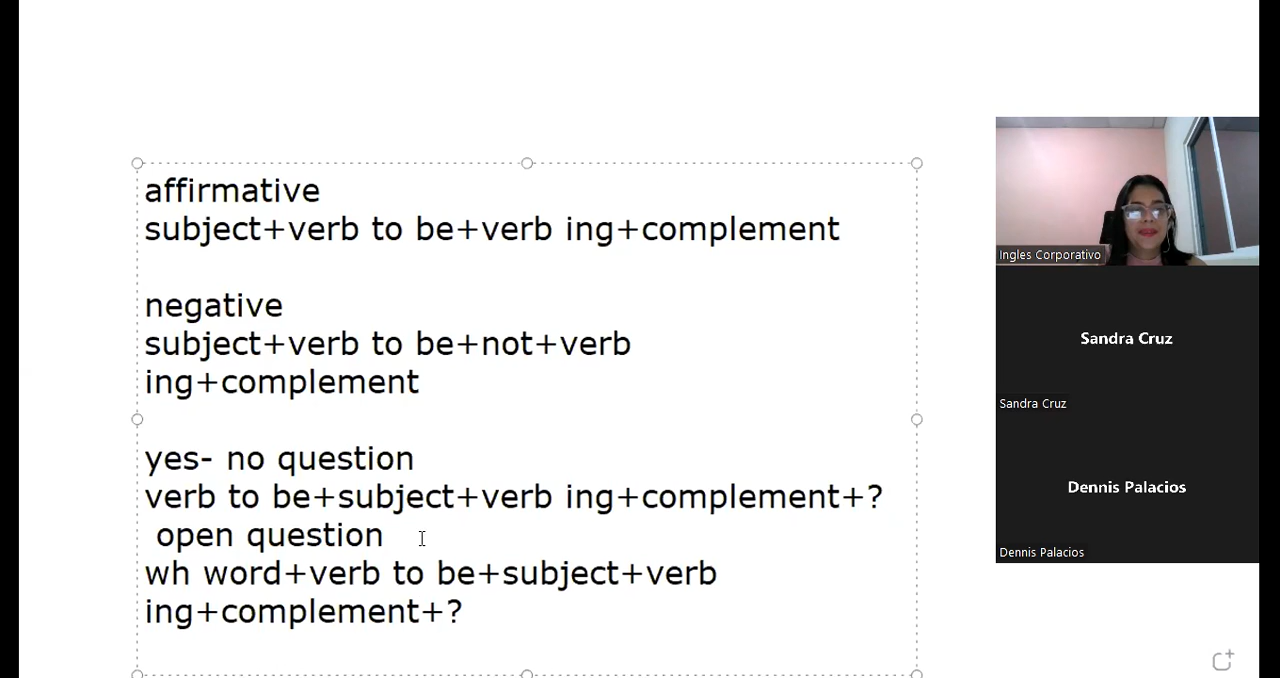 affirmative
subject+verb to be+verb ing+complement
negative
subject+verb to be+not+verb
ing+complement
yes- no question
verb to be+subject+verb ing+complement+?
open question
wh word+verb to be+subject+verb
ing+complement+?
Ingles Corporativo
Sandra Cruz
Sandra Cruz
Dennis Palacios
Dennis Palacios